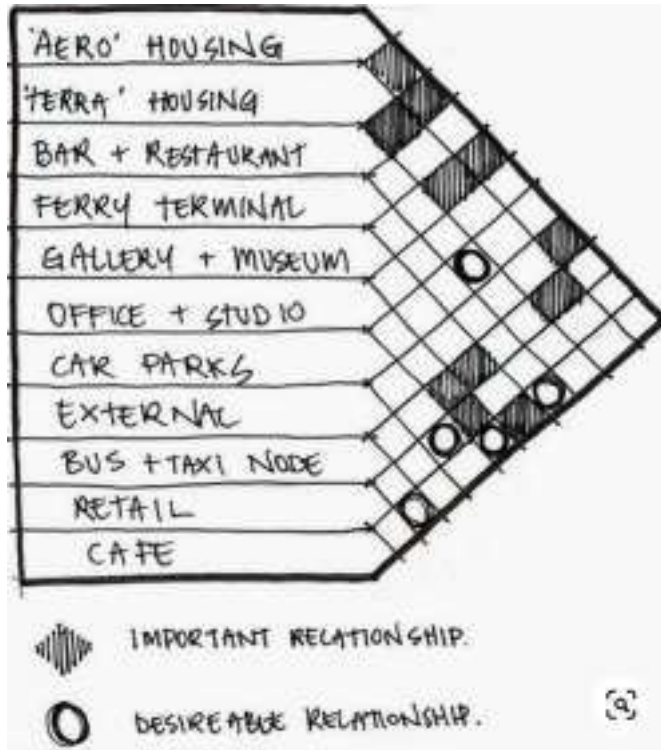 'AERO' HOUSING
'TERRA' HOUSING
BAR + RESTAURANT
FERRY TERMINAL
GALLERY + MUSEUM
OFFICE + STUDIO
CAR PARKS
EXTERNAL
BUS + TAXI NODE
RETAIL
CAFE
IMPORTANT RELATIONSHIP.
DESIREABLE RELATIONSHIP.